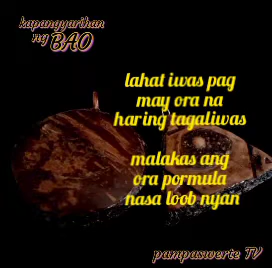 kapangyarihan
ng BAO
lahat iwas pag
may ora na
haring tagaliwas
malakas ang
ora pormula
nasa loob nyan
pampaswerte TV